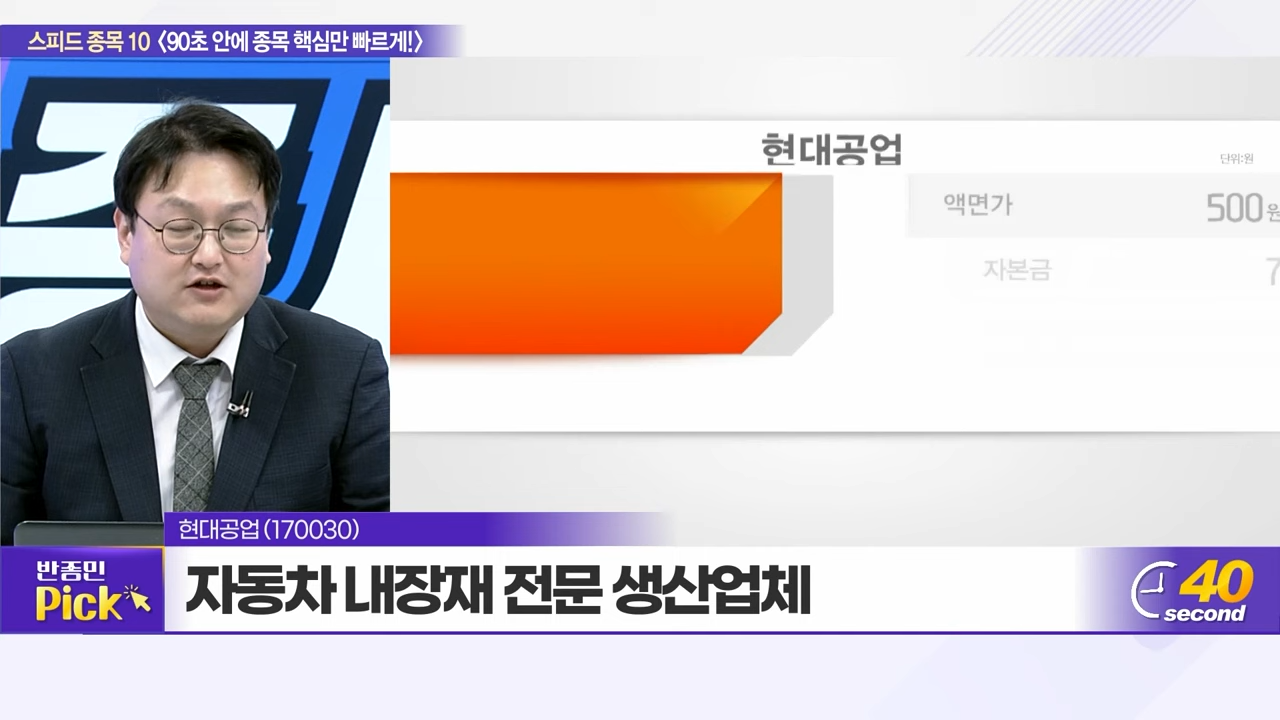 스피드 종목 10 <90초 안에 종목 핵심만 빠르게!>
현대공업
단위:원
액면가 500원
자본금 7
현대공업(170030)
반종민
Pick
자동차 내장재 전문 생산업체
40
second